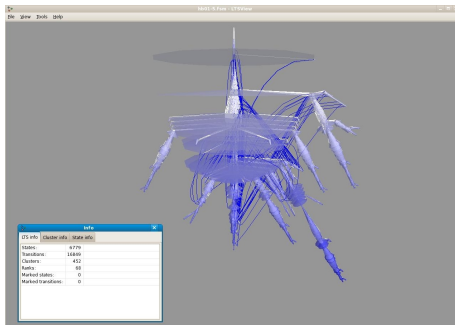 File View Tools Help
Info
LTS info Cluster info State info
States: 6779
Transitions: 16849
Clusters: 452
Ranks: 68
Marked states: 0
Marked transitions: 0